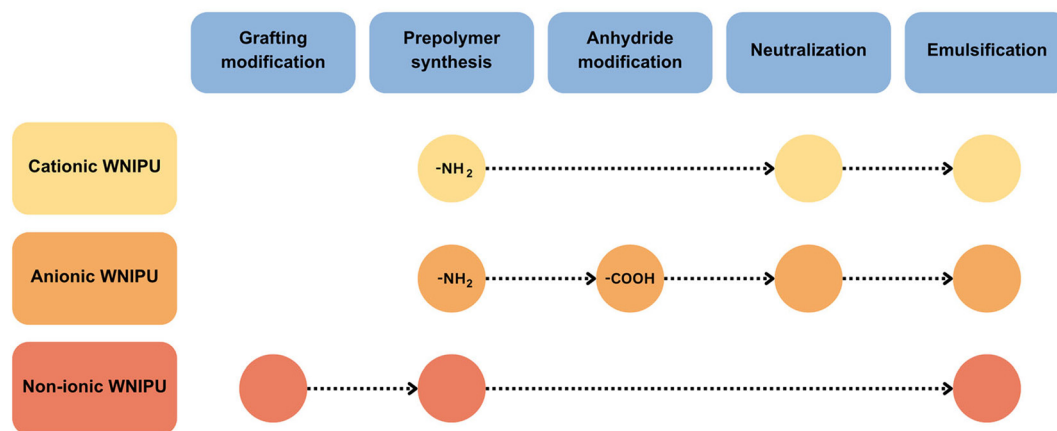 Grafting
modification
Prepolymer
synthesis
Anhydride
modification
Neutralization
Emulsification
Cationic WNIPU
-NH₂
Anionic WNIPU
-NH₂
-COOH
Non-ionic WNIPU